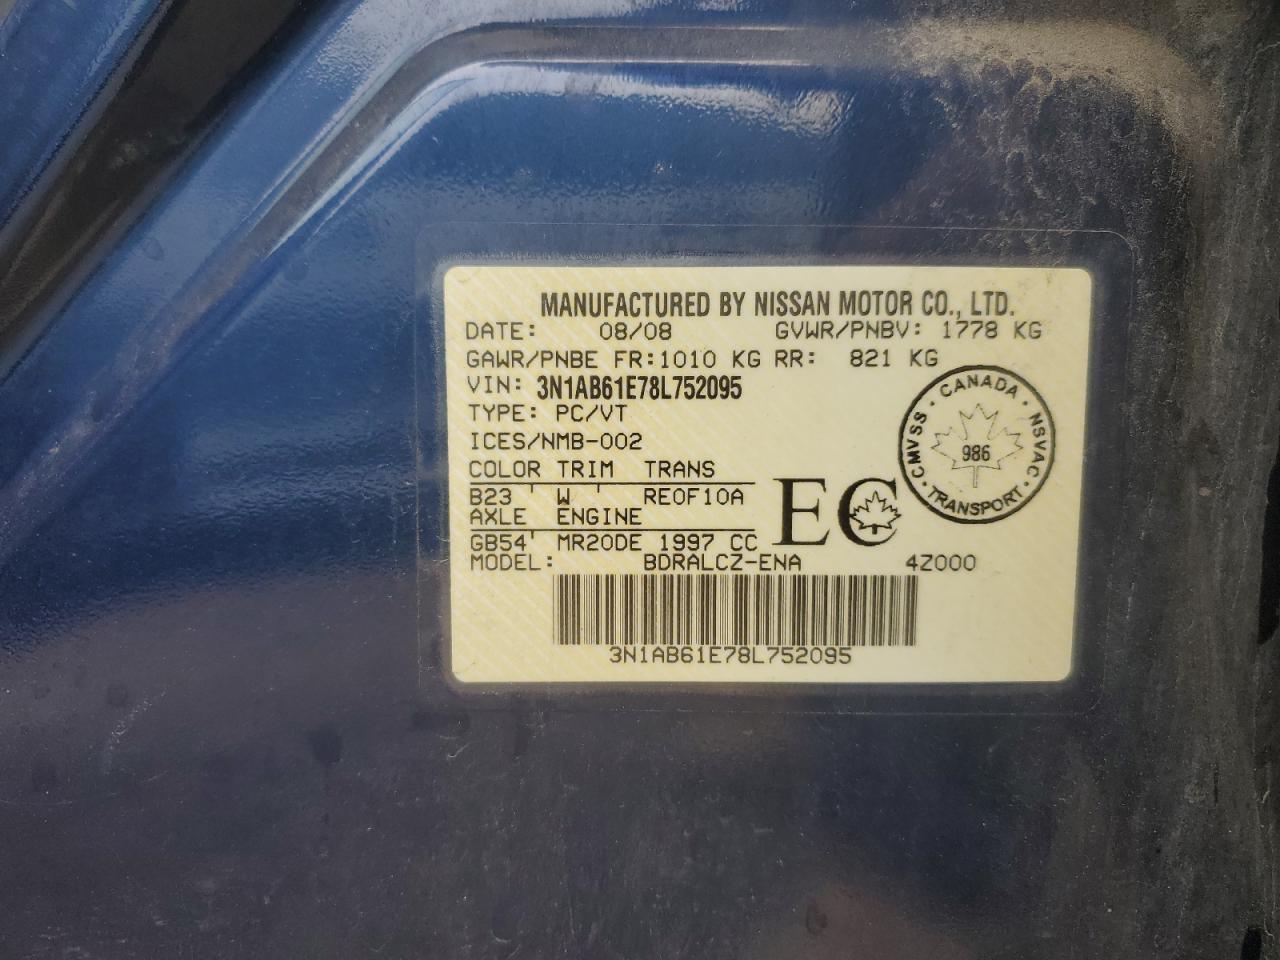 MANUFACTURED BY NISSAN MOTOR CO., LTD.
DATE: 08/08 GVWR/PNBV: 1778 KG
GAWR/PNBE FR:1010 KG RR: 821 KG
VIN: 3N1AB61E78L752095
TYPE: PC/VT
ICES/NMB-002
COLOR TRIM TRANS
B23 ' W ' RE0F10A
AXLE ENGINE
GB54' MR20DE 1997 CC
MODEL: BDRALCZ-ENA 4Z000
EC
CANADA · NSVAC · TRANSPORT · CMVSS ·
986
3N1AB61E78L752095